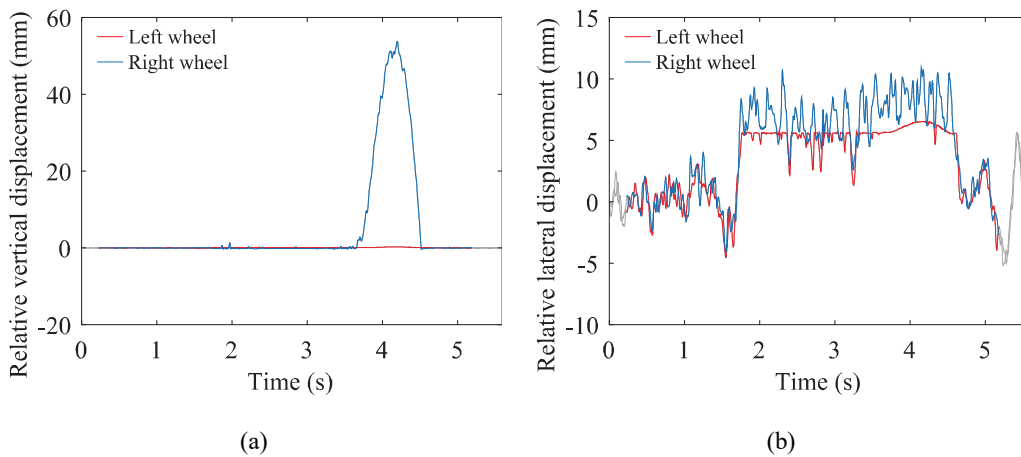 Relative vertical displacement (mm)
60
40
20
0
-20
Left wheel
Right wheel
0 1 2 3 4 5
Time (s)
(a)
Relative lateral displacement (mm)
15
10
5
0
-5
-10
Left wheel
Right wheel
0 1 2 3 4 5
Time (s)
(b)